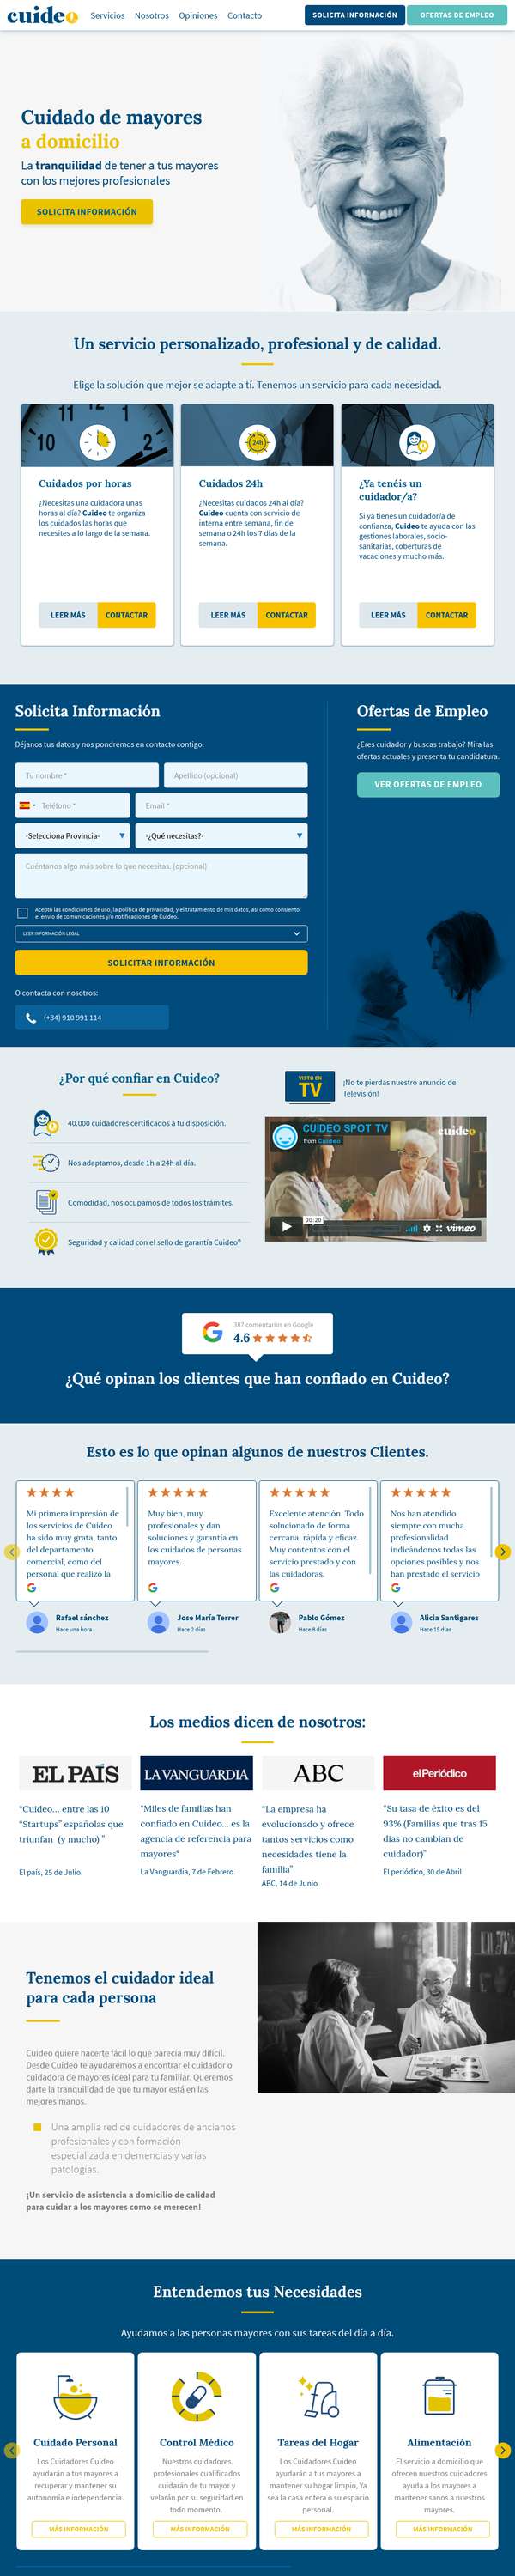 cuideo
Servicios Nosotros Opiniones Contacto
SOLICITA INFORMACIÓN
OFERTAS DE EMPLEO
Cuidado de mayores
a domicilio
La tranquilidad de tener a tus mayores
con los mejores profesionales
SOLICITA INFORMACIÓN
Un servicio personalizado, profesional y de calidad.
Elige la solución que mejor se adapte a tí. Tenemos un servicio para cada necesidad.
11 1
10 2
Cuidados por horas
¿Necesitas una cuidadora unas
horas al día? Cuideo te organiza
los cuidados las horas que
necesites a lo largo de la semana.
LEER MÁS
CONTACTAR
24h
Cuidados 24h
¿Necesitas cuidados 24h al día?
Cuideo cuenta con servicio de
interna entre semana, fin de
semana o 24h los 7 días de la
semana.
LEER MÁS
CONTACTAR
¿Ya tenéis un
cuidador/a?
Si ya tienes un cuidador/a de
confianza, Cuideo te ayuda con las
gestiones laborales, socio-
sanitarias, coberturas de
vacaciones y mucho más.
LEER MÁS
CONTACTAR
Solicita Información
Déjanos tus datos y nos pondremos en contacto contigo.
Tu nombre *
Apellido (opcional)
Teléfono *
Email *
-Selecciona Provincia-
-¿Qué necesitas?-
Cuéntanos algo más sobre lo que necesitas. (opcional)
Acepto las condiciones de uso, la política de privacidad, y el tratamiento de mis datos, así como consiento
el envío de comunicaciones y/o notificaciones de Cuideo.
LEER INFORMACIÓN LEGAL
SOLICITAR INFORMACIÓN
O contacta con nosotros:
(+34) 910 991 114
Ofertas de Empleo
¿Eres cuidador y buscas trabajo? Mira las
ofertas actuales y presenta tu candidatura.
VER OFERTAS DE EMPLEO
¿Por qué confiar en Cuideo?
40.000 cuidadores certificados a tu disposición.
Nos adaptamos, desde 1h a 24h al día.
Comodidad, nos ocupamos de todos los trámites.
Seguridad y calidad con el sello de garantía Cuideo®
VISTO EN
TV
¡No te pierdas nuestro anuncio de
Televisión!
CUIDEO SPOT TV
from Cuideo
cuideo
00:20
vimeo
387 comentarios en Google
4.6
¿Qué opinan los clientes que han confiado en Cuideo?
Esto es lo que opinan algunos de nuestros Clientes.
Mi primera impresión de
los servicios de Cuideo
ha sido muy grata, tanto
del departamento
comercial, como del
personal que realizó la
Rafael sánchez
Hace una hora
Muy bien, muy
profesionales y dan
soluciones y garantía en
los cuidados de personas
mayores.
Jose María Terrer
Hace 2 días
Excelente atención. Todo
solucionado de forma
cercana, rápida y eficaz.
Muy contentos con el
servicio prestado y con
las cuidadoras.
Pablo Gómez
Hace 8 días
Nos han atendido
siempre con mucha
profesionalidad
indicándonos todas las
opciones posibles y nos
han prestado el servicio
Alicia Santigares
Hace 15 días
Los medios dicen de nosotros:
EL PAÍS
"Cuideo... entre las 10
"Startups" españolas que
triunfan (y mucho) "
El país, 25 de Julio.
LA VANGUARDIA
"Miles de familias han
confiado en Cuideo... es la
agencia de referencia para
mayores"
La Vanguardia, 7 de Febrero.
ABC
"La empresa ha
evolucionado y ofrece
tantos servicios como
necesidades tiene la
familia"
ABC, 14 de Junio
el Periódico
"Su tasa de éxito es del
93% (Familias que tras 15
días no cambian de
cuidador)"
El periódico, 30 de Abril.
Tenemos el cuidador ideal
para cada persona
Cuideo quiere hacerte fácil lo que parecía muy difícil.
Desde Cuideo te ayudaremos a encontrar el cuidador o
cuidadora de mayores ideal para tu familiar. Queremos
darte la tranquilidad de que tu mayor está en las
mejores manos.
Una amplia red de cuidadores de ancianos
profesionales y con formación
especializada en demencias y varias
patologías.
¡Un servicio de asistencia a domicilio de calidad
para cuidar a los mayores como se merecen!
Entendemos tus Necesidades
Ayudamos a las personas mayores con sus tareas del día a día.
Cuidado Personal
Los Cuidadores Cuideo
ayudarán a tus mayores a
recuperar y mantener su
autonomía e independencia.
MÁS INFORMACIÓN
Control Médico
Nuestros cuidadores
profesionales cualificados
cuidarán de tu mayor y
velarán por su seguridad en
todo momento.
MÁS INFORMACIÓN
Tareas del Hogar
Los Cuidadores Cuideo
ayudarán a tus mayores a
mantener su hogar limpio, Ya
sea la casa entera o su espacio
personal.
MÁS INFORMACIÓN
Alimentación
El servicio a domicilio que
ofrecen nuestros cuidadores
ayuda a los mayores a
mantener sanos a nuestros
mayores.
MÁS INFORMACIÓN